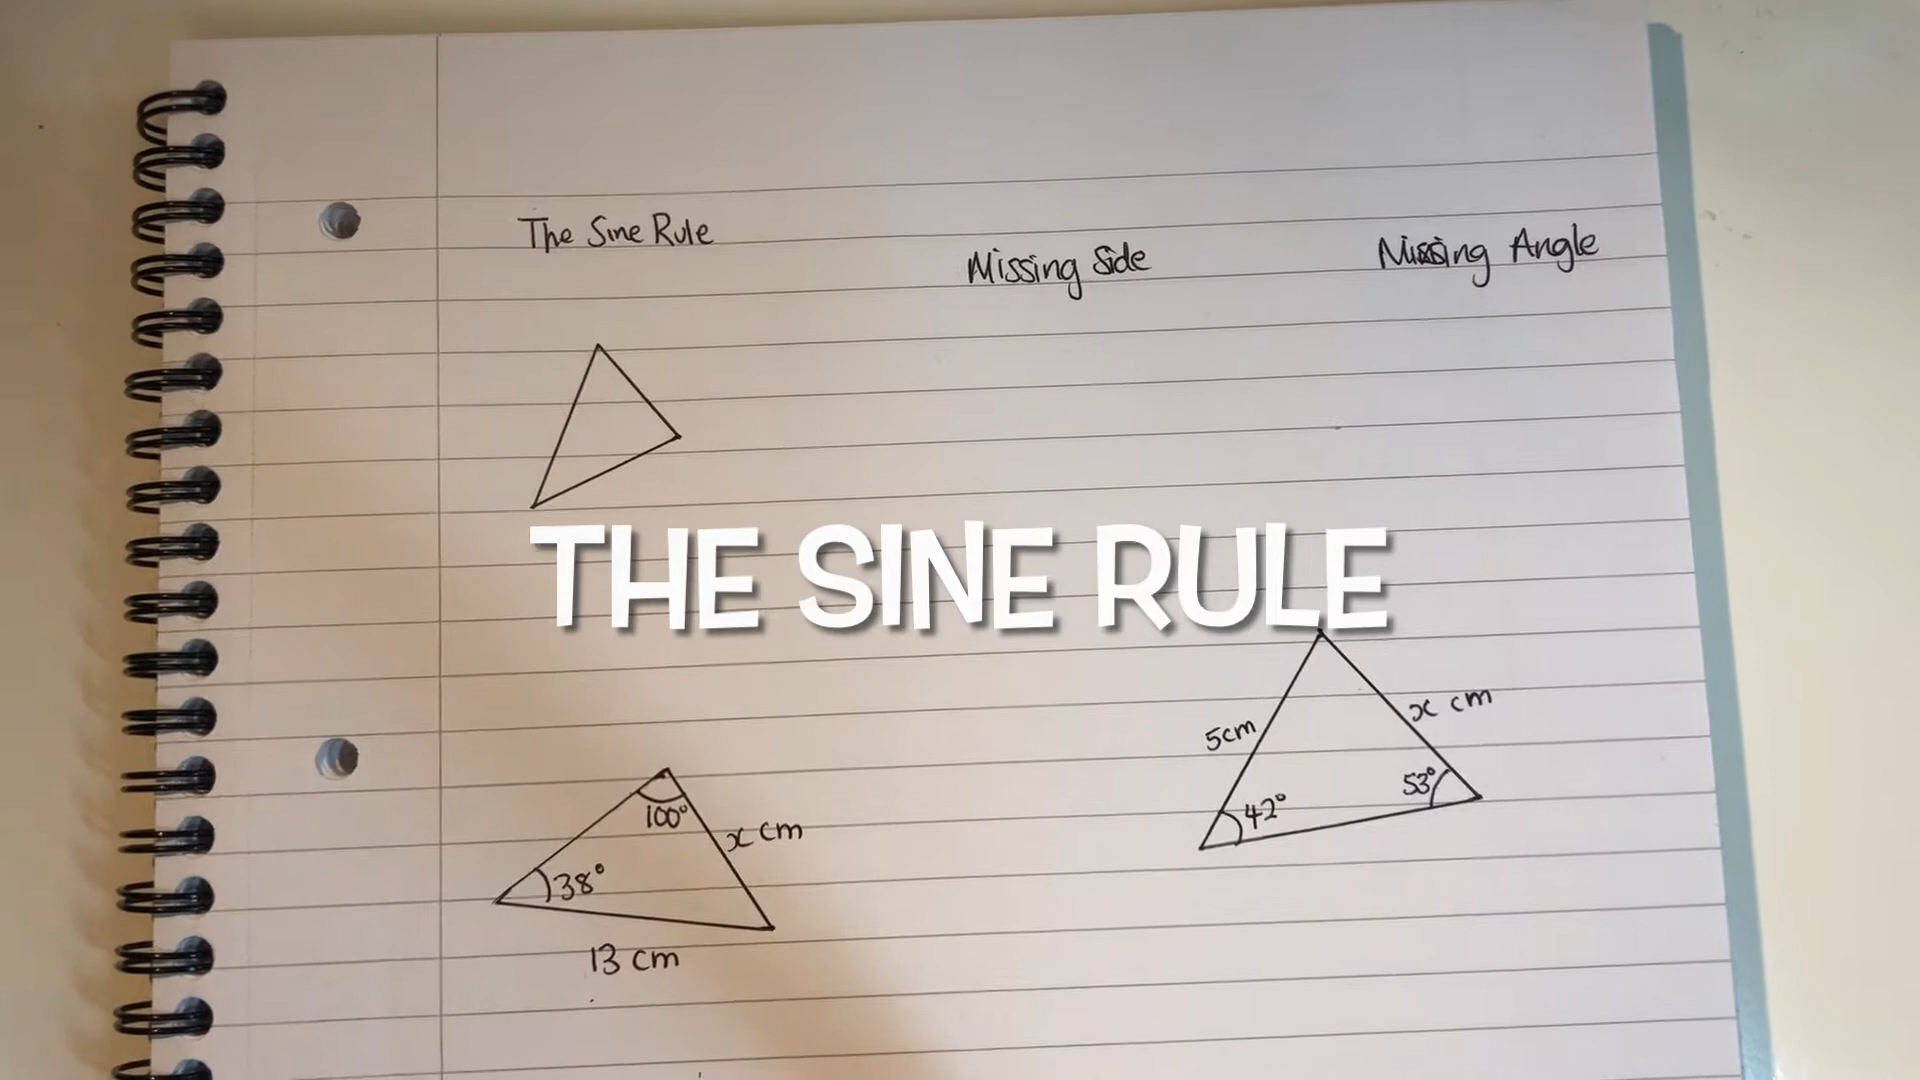 The Sine Rule
Missing Side
Missing Angle
THE SINE RULE
5cm
x cm
42°
53°
100°
x cm
38°
13 cm